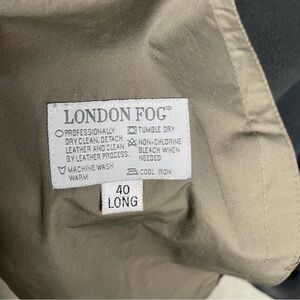 LONDON FOG®
PROFESSIONALLY
DRY CLEAN, DETACH
LEATHER AND CLEAN
BY LEATHER PROCESS.
MACHINE WASH
WARM
TUMBLE DRY
NON-CHLORINE
BLEACH WHEN
NEEDED
COOL IRON
40
LONG